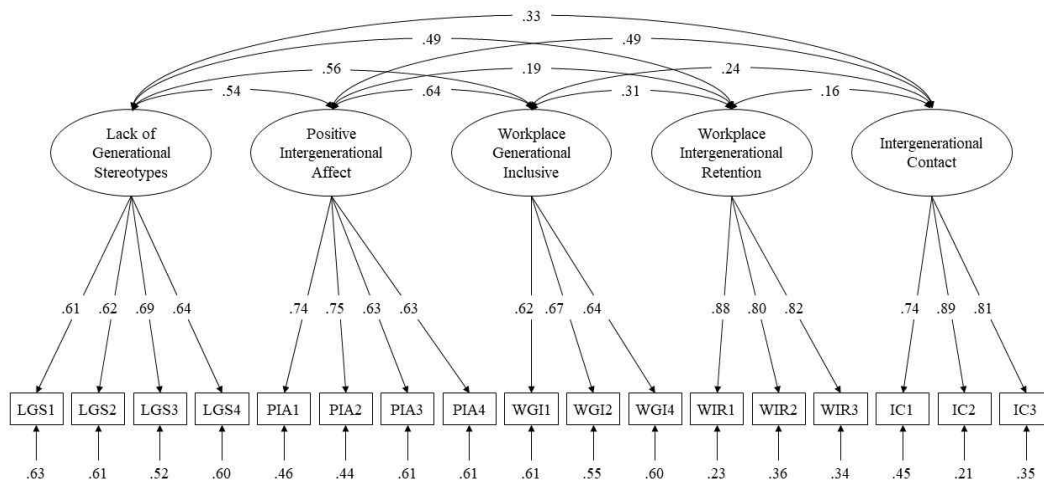 .33
.49 .49
.56 .19 .24
.54 .64 .31 .16
Lack of
Generational
Stereotypes
Positive
Intergenerational
Affect
Workplace
Generational
Inclusive
Workplace
Intergenerational
Retention
Intergenerational
Contact
.61 .62 .69 .64 .74 .75 .63 .63 .62 .67 .64 .88 .80 .82 .74 .89 .81
LGS1 LGS2 LGS3 LGS4 PIA1 PIA2 PIA3 PIA4 WGI1 WGI2 WGI4 WIR1 WIR2 WIR3 IC1 IC2 IC3
.63 .61 .52 .60 .46 .44 .61 .61 .61 .55 .60 .23 .36 .34 .45 .21 .35